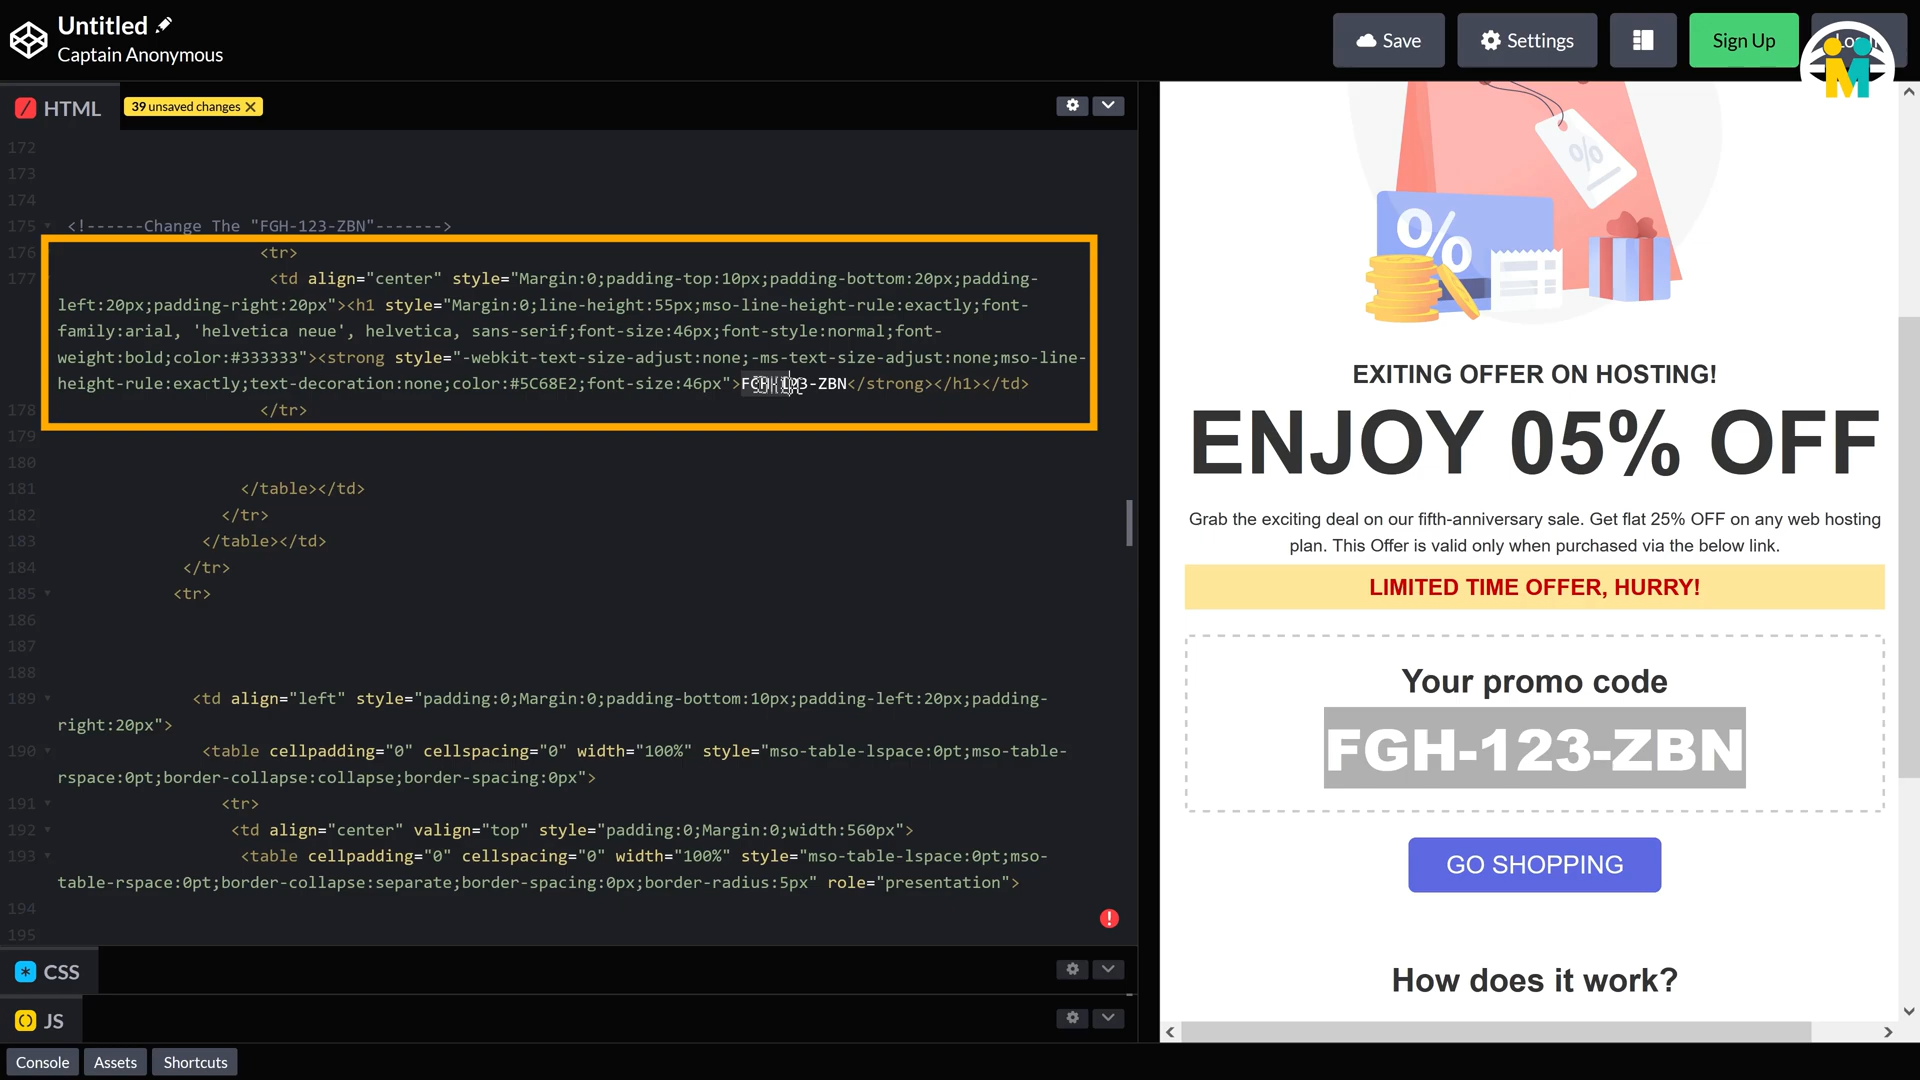 Untitled
Captain Anonymous
Save
Settings
Sign Up
HTML
39 unsaved changes
172
173
174
175 <!------Change The "FGH-123-ZBN"------->
176 <tr>
177 <td align="center" style="Margin:0;padding-top:10px;padding-bottom:20px;padding-
left:20px;padding-right:20px"><h1 style="Margin:0;line-height:55px;mso-line-height-rule:exactly;font-
family:arial, 'helvetica neue', helvetica, sans-serif;font-size:46px;font-style:normal;font-
weight:bold;color:#333333"><strong style="-webkit-text-size-adjust:none;-ms-text-size-adjust:none;mso-line-
height-rule:exactly;text-decoration:none;color:#5C68E2;font-size:46px">FGH-123-ZBN</strong></h1></td>
178 </tr>
179
180
181 </table></td>
182 </tr>
183 </table></td>
184 </tr>
185 <tr>
186
187
188
189 <td align="left" style="padding:0;Margin:0;padding-bottom:10px;padding-left:20px;padding-
right:20px">
190 <table cellpadding="0" cellspacing="0" width="100%" style="mso-table-lspace:0pt;mso-table-
rspace:0pt;border-collapse:collapse;border-spacing:0px">
191 <tr>
192 <td align="center" valign="top" style="padding:0;Margin:0;width:560px">
193 <table cellpadding="0" cellspacing="0" width="100%" style="mso-table-lspace:0pt;mso-
table-rspace:0pt;border-collapse:separate;border-spacing:0px;border-radius:5px" role="presentation">
194
195
CSS
JS
Console
Assets
Shortcuts
%
%
EXITING OFFER ON HOSTING!
ENJOY 05% OFF
Grab the exciting deal on our fifth-anniversary sale. Get flat 25% OFF on any web hosting
plan. This Offer is valid only when purchased via the below link.
LIMITED TIME OFFER, HURRY!
Your promo code
FGH-123-ZBN
GO SHOPPING
How does it work?